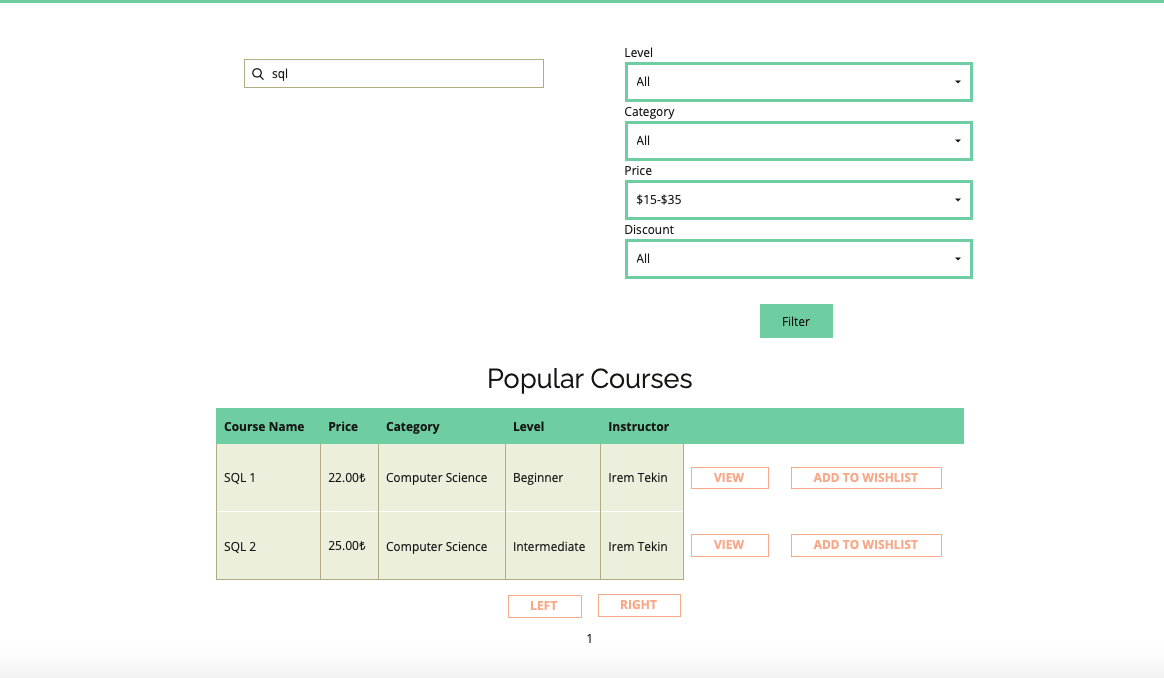 sql
Level
All
Category
All
Price
$15-$35
Discount
All
Filter
Popular Courses
Course Name Price Category Level Instructor
SQL 1 22.00₺ Computer Science Beginner Irem Tekin VIEW ADD TO WISHLIST
SQL 2 25.00₺ Computer Science Intermediate Irem Tekin VIEW ADD TO WISHLIST
LEFT RIGHT
1